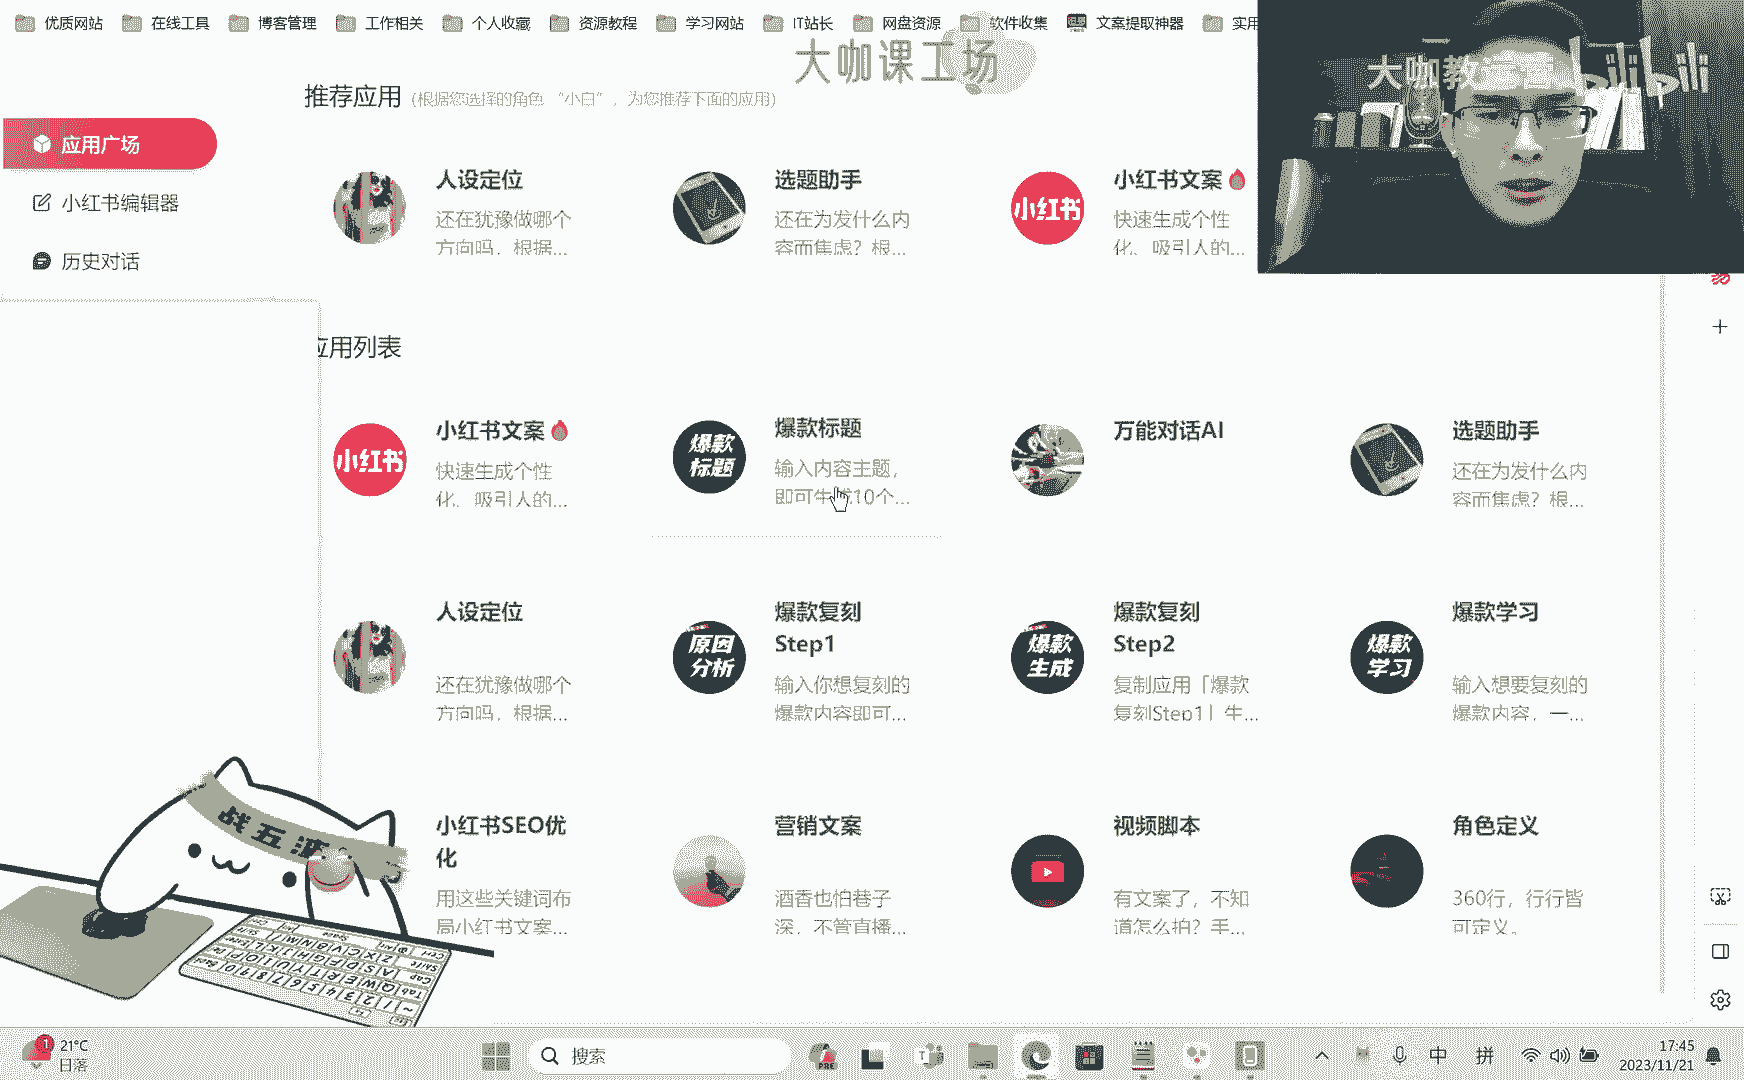 优质网站
在线工具
博客管理
工作相关
个人收藏
资源教程
学习网站
IT站长
网盘资源
软件收集
文案提取神器
实用
大咖课工场
推荐应用 (根据您选择的角色 “小白”，为您推荐下面的应用)
应用广场
小红书编辑器
历史对话
人设定位
还在犹豫做哪个
方向吗，根据...
选题助手
还在为发什么内
容而焦虑？根...
小红书
小红书文案
快速生成个性
化、吸引人的...
bilibili
应用列表
小红书
小红书文案
快速生成个性
化、吸引人的...
爆款
标题
爆款标题
输入内容主题，
即可生成10个...
万能对话AI
选题助手
还在为发什么内
容而焦虑？根...
人设定位
还在犹豫做哪个
方向吗，根据...
原因
分析
爆款复刻
Step1
输入你想复刻的
爆款内容即可...
爆款
生成
爆款复刻
Step2
复制应用「爆款
复刻Step1」生...
爆款
学习
爆款学习
输入想要复刻的
爆款内容，一...
小红书SEO优
化
用这些关键词布
局小红书文案...
营销文案
酒香也怕巷子
深，不管直播...
视频脚本
有文案了，不知
道怎么拍？手...
角色定义
360行，行行皆
可定义。
战五渣
1
21°C
日落
搜索
PRE
中
拼
17:45
2023/11/21